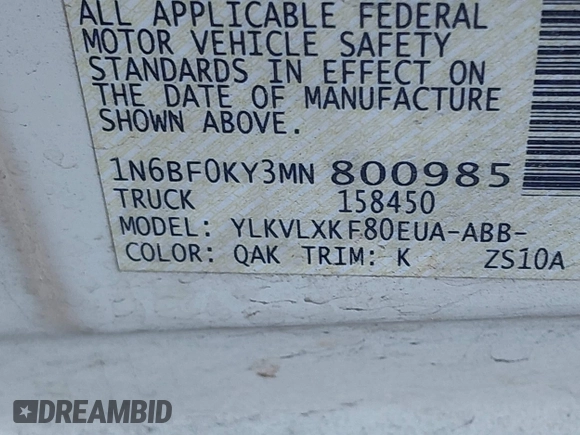 ALL APPLICABLE FEDERAL
MOTOR VEHICLE SAFETY
STANDARDS IN EFFECT ON
THE DATE OF MANUFACTURE
SHOWN ABOVE.
1N6BF0KY3MN 800985
TRUCK 158450
MODEL: YLKVLXKF80EUA-ABB-
COLOR: QAK TRIM: K ZS10A
DREAMBID